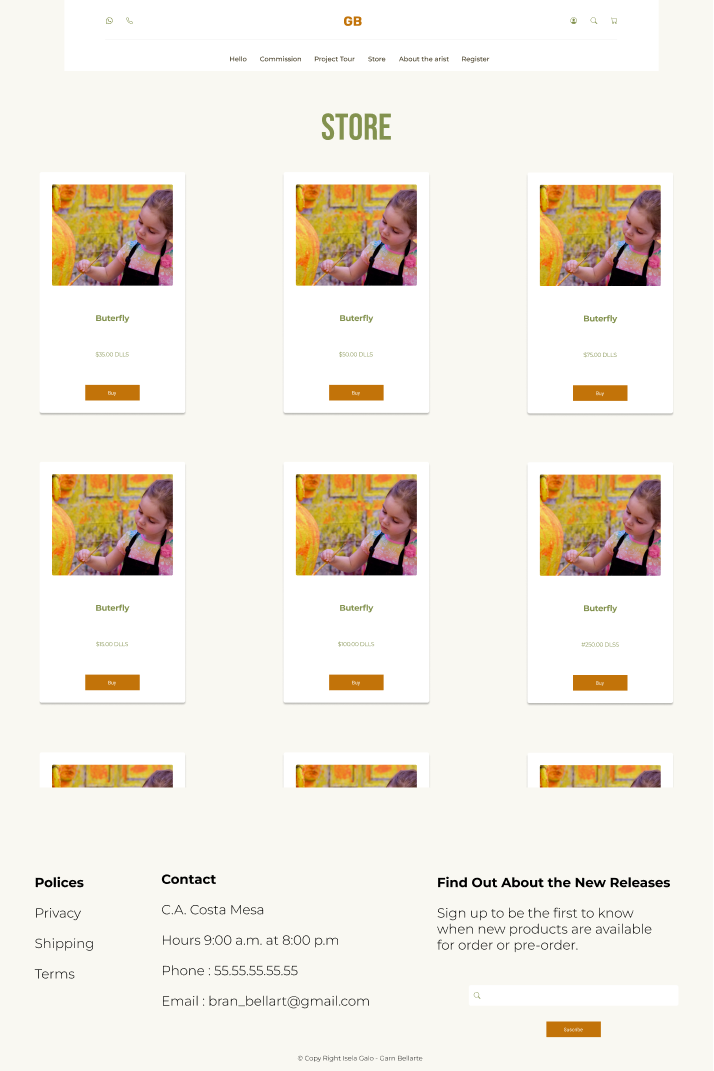 GB
Hello Commission Project Tour Store About the arist Register
STORE
Buterfly Buterfly Buterfly
$35.00 DLLS $50.00 DLLS $75.00 DLLS
Buy Buy Buy
Buterfly Buterfly Buterfly
$15.00 DLLS $100.00 DLLS #250.00 DLSS
Buy Buy Buy
Polices
Privacy
Shipping
Terms
Contact
C.A. Costa Mesa
Hours 9:00 a.m. at 8:00 p.m
Phone : 55.55.55.55.55
Email : bran_bellart@gmail.com
Find Out About the New Releases
Sign up to be the first to know
when new products are available
for order or pre-order.
Suscribe
© Copy Right Isela Galo - Garn Bellarte